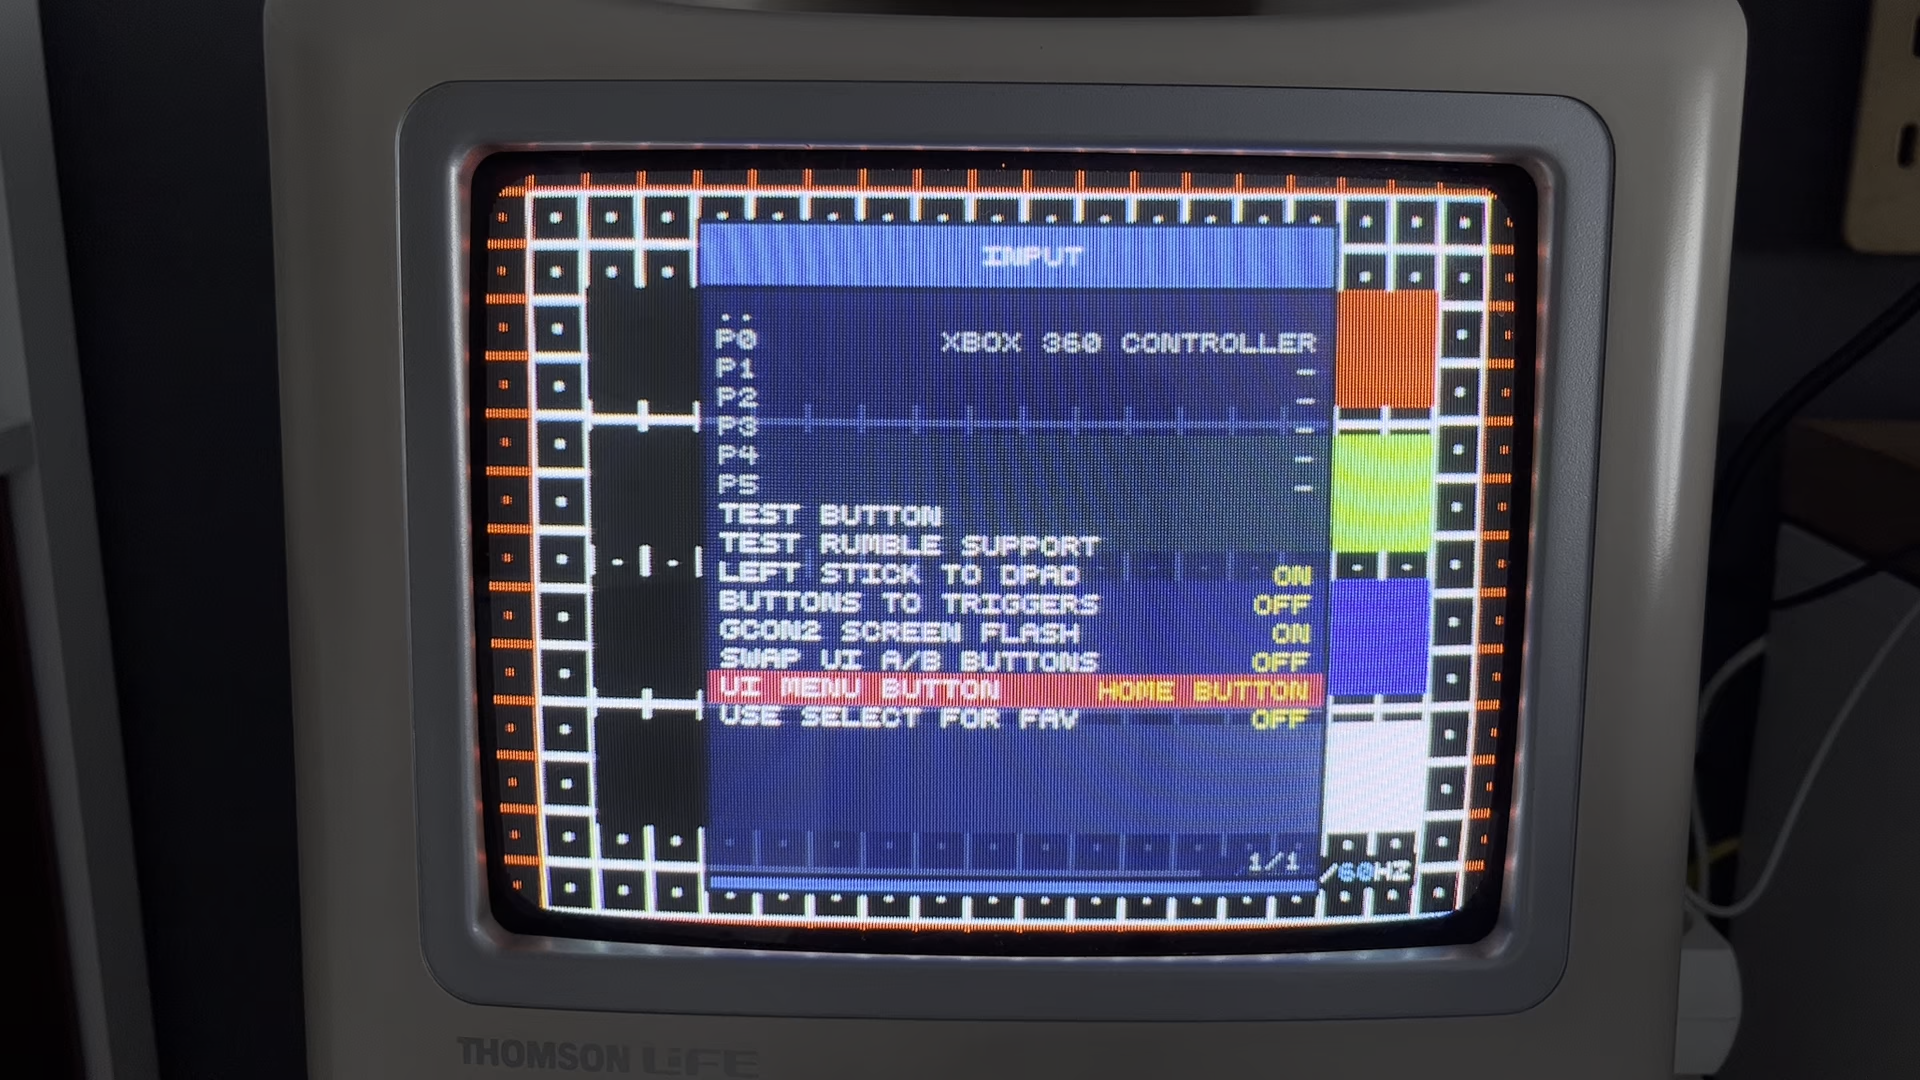 INPUT
..
P0 XBOX 360 CONTROLLER
P1 -
P2 -
P3 -
P4 -
P5 -
TEST BUTTON
TEST RUMBLE SUPPORT
LEFT STICK TO DPAD ON
BUTTONS TO TRIGGERS OFF
GCON2 SCREEN FLASH ON
SWAP UI A/B BUTTONS OFF
UI MENU BUTTON HOME BUTTON
USE SELECT FOR FAV OFF
1/1
/60HZ
THOMSON LiFE